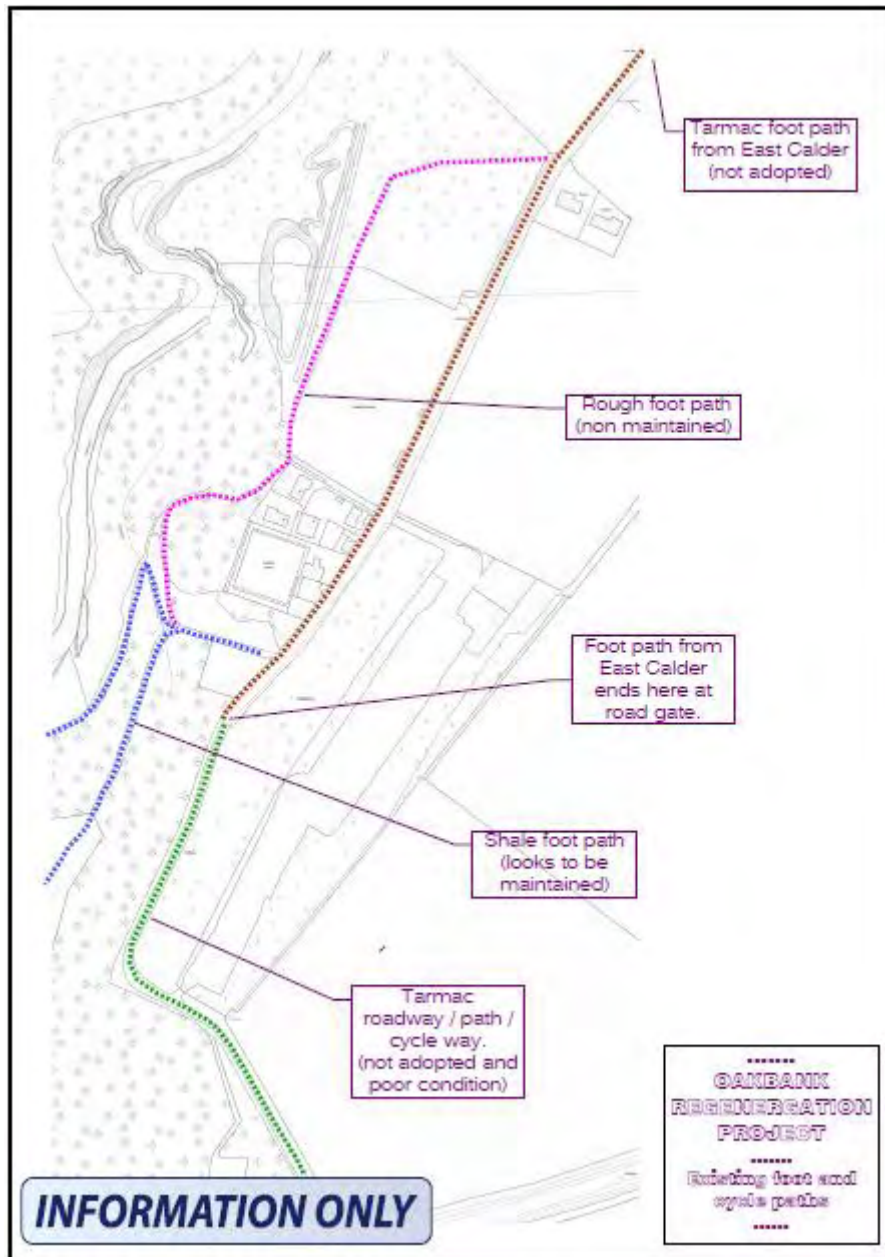 Tarmac foot path
from East Calder
(not adopted)
Rough foot path
(non maintained)
Foot path from
East Calder
ends here at
road gate.
Shale foot path
(looks to be
maintained)
Tarmac
roadway / path /
cycle way.
(not adopted and
poor condition)
OAKBANK
REGENERGATION
PROJECT
Existing foot and
cycle paths
INFORMATION ONLY